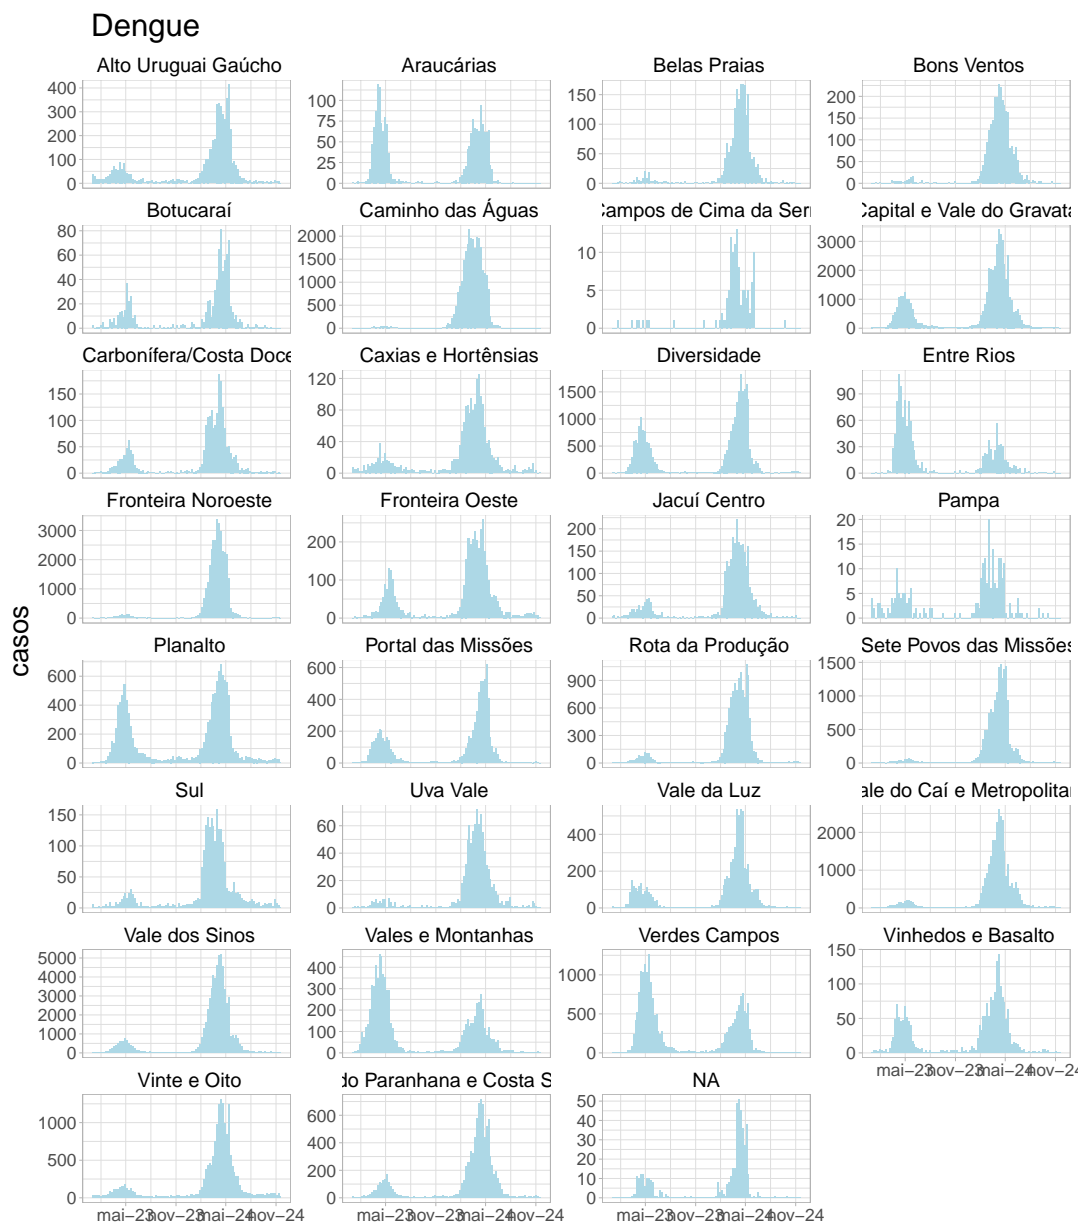 Dengue
Alto Uruguai Gaúcho Araucárias Belas Praias Bons Ventos
400 300 200 100 0
100 75 50 25 0
150 100 50 0
200 150 100 50 0
Botucaraí Caminho das Águas Campos de Cima da Ser Capital e Vale do Gravata
80 60 40 20 0
2000 1500 1000 500 0
10 5 0
3000 2000 1000 0
Carbonífera/Costa Doce Caxias e Hortênsias Diversidade Entre Rios
150 100 50 0
120 80 40 0
1500 1000 500 0
90 60 30 0
Fronteira Noroeste Fronteira Oeste Jacuí Centro Pampa
3000 2000 1000 0
200 100 0
200 150 100 50 0
20 15 10 5 0
casos
Planalto Portal das Missões Rota da Produção Sete Povos das Missões
600 400 200 0
600 400 200 0
900 600 300 0
1500 1000 500 0
Sul Uva Vale Vale da Luz ale do Caí e Metropolita
150 100 50 0
60 40 20 0
400 200 0
2000 1000 0
Vale dos Sinos Vales e Montanhas Verdes Campos Vinhedos e Basalto
5000 4000 3000 2000 1000 0
400 300 200 100 0
1000 500 0
150 100 50 0
mai−23 nov−23 mai−24 nov−24
Vinte e Oito do Paranhana e Costa S NA
1000 500 0
600 400 200 0
50 40 30 20 10 0
mai−23 nov−23 mai−24 nov−24
mai−23 nov−23 mai−24 nov−24
mai−23 nov−23 mai−24 nov−24